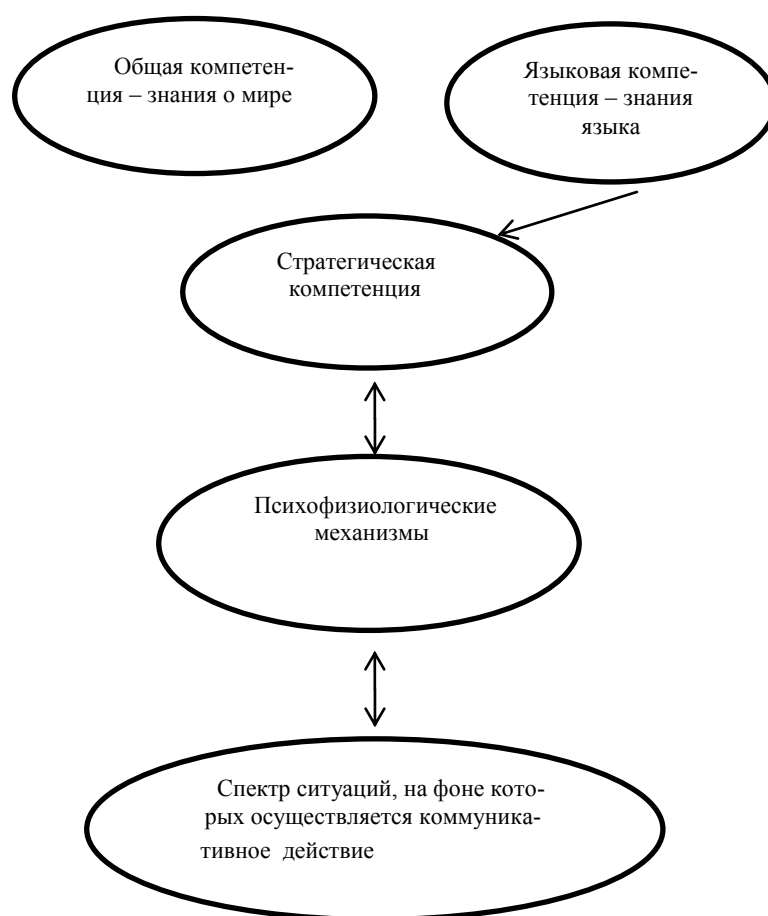 Общая компетен-
ция – знания о мире
Языковая компе-
тенция – знания
языка
Стратегическая
компетенция
Психофизиологические
механизмы
Спектр ситуаций, на фоне кото-
рых осуществляется коммуника-
тивное действие